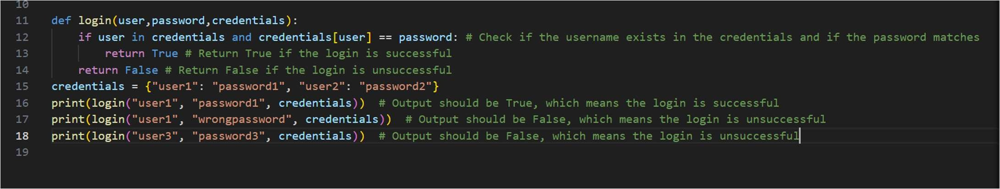 10
11 def login(user,password,credentials):
12     if user in credentials and credentials[user] == password: # Check if the username exists in the credentials and if the password matches
13         return True # Return True if the login is successful
14     return False # Return False if the login is unsuccessful
15 credentials = {"user1": "password1", "user2": "password2"}
16 print(login("user1", "password1", credentials))  # Output should be True, which means the login is successful
17 print(login("user1", "wrongpassword", credentials))  # Output should be False, which means the login is unsuccessful
18 print(login("user3", "password3", credentials))  # Output should be False, which means the login is unsuccessful
19